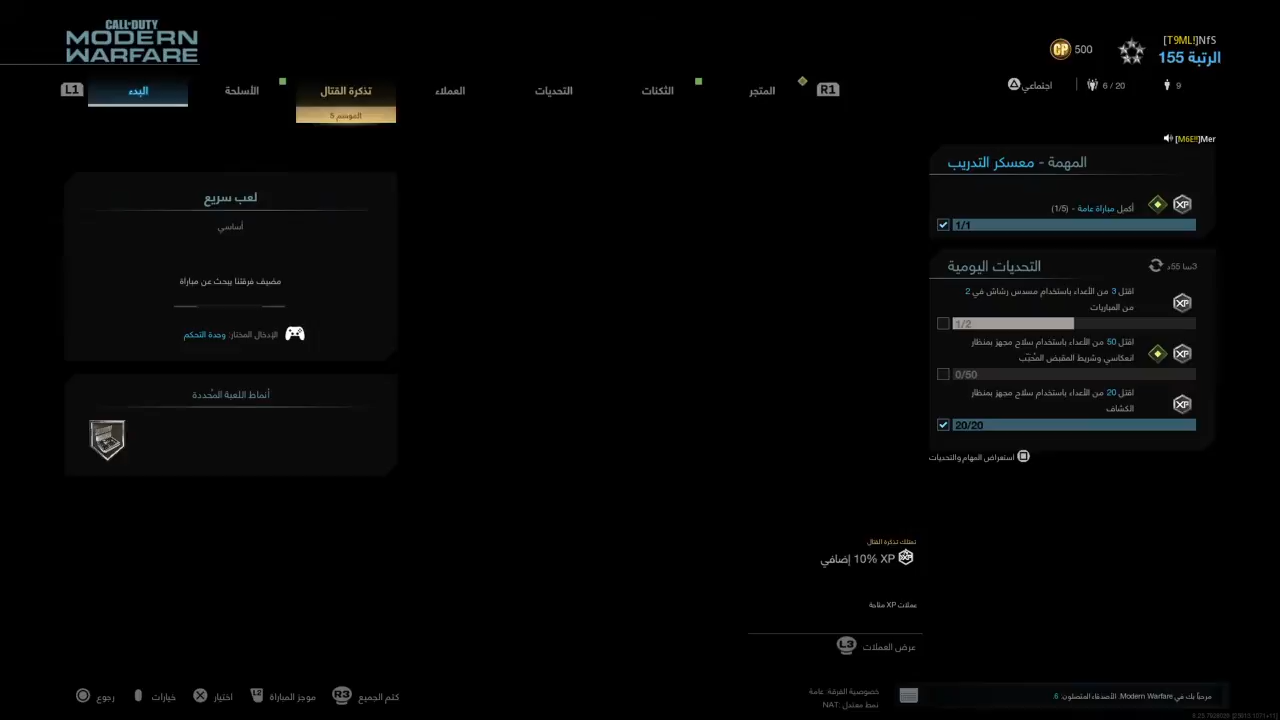 CALL OF DUTY
MODERN
WARFARE
CP 500
[T9ML!]NfS
الرتبة 155
L1
البدء
الأسلحة
تذكرة القتال
الموسم 5
العملاء
التحديات
الثكنات
المتجر
R1
اجتماعي
6 / 20
9
[M6E!!]Mer
المهمة - معسكر التدريب
أكمل مباراة عامة - (1/5)
XP
1/1
التحديات اليومية
3سا 55د
اقتل 3 من الأعداء باستخدام مسدس رشاش في 2
من المباريات
XP
1/2
اقتل 50 من الأعداء باستخدام سلاح مجهز بمنظار
انعكاسي وشريط المقبض المُحبّب
XP
0/50
اقتل 20 من الأعداء باستخدام سلاح مجهز بمنظار
الكشاف
XP
20/20
استعراض المهام والتحديات
لعب سريع
أساسي
مضيف فرقتنا يبحث عن مباراة
الإدخال المختار: وحدة التحكم
أنماط اللعبة المُحددة
تمتلك تذكرة القتال
10% XP إضافي
عملات XP متاحة
L3 عرض العملات
رجوع
خيارات
اختيار
L2 موجز المباراة
R3 كتم الجميع
خصوصية الفرقة: عامة
نمط معتدل :NAT
مرحباً بك في Modern Warfare. الأصدقاء المتصلون: 6